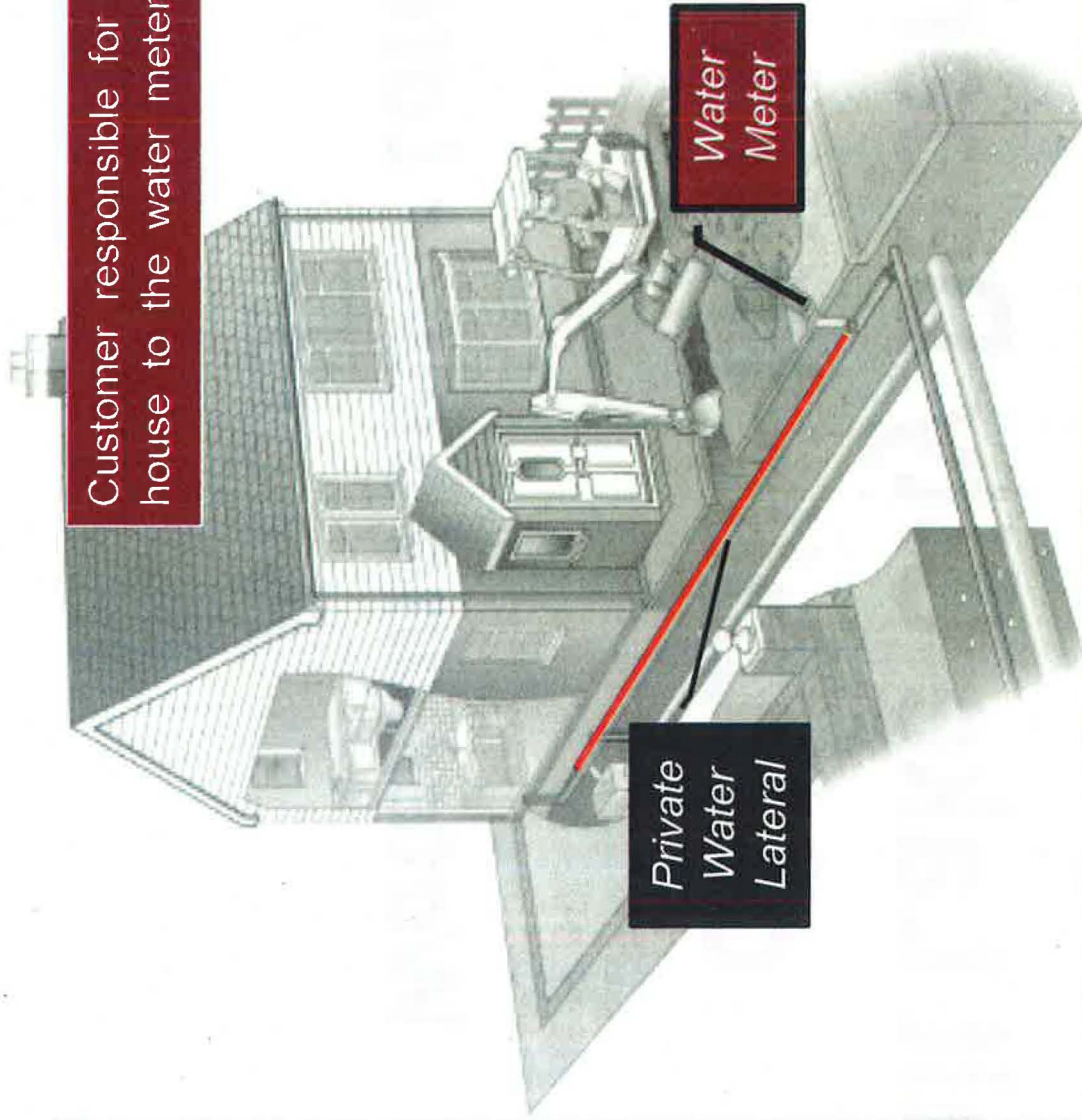 Customer responsible for
house to the water meter
Water
Meter
Private
Water
Lateral